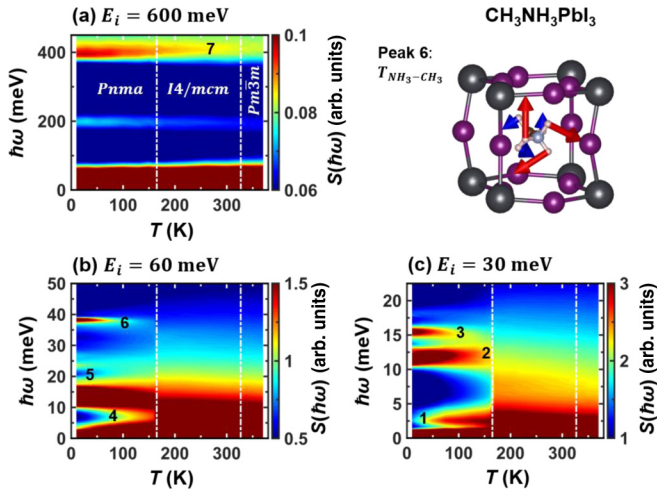 (a) E_i = 600 meV
CH₃NH₃PbI₃
400
200
0
ħω (meV)
7
Pnma
I4/mcm
Pm3̄m
0.1
0.08
0.06
S(ħω) (arb. units)
0 100 200 300
T (K)
Peak 6:
T_{NH₃−CH₃}
(b) E_i = 60 meV
50
40
30
20
10
0
ħω (meV)
6
5
4
1.5
1
0.5
S(ħω) (arb. units)
0 100 200 300
T (K)
(c) E_i = 30 meV
20
15
10
5
0
ħω (meV)
3
2
1
3
2
1
S(ħω) (arb. units)
0 100 200 300
T (K)